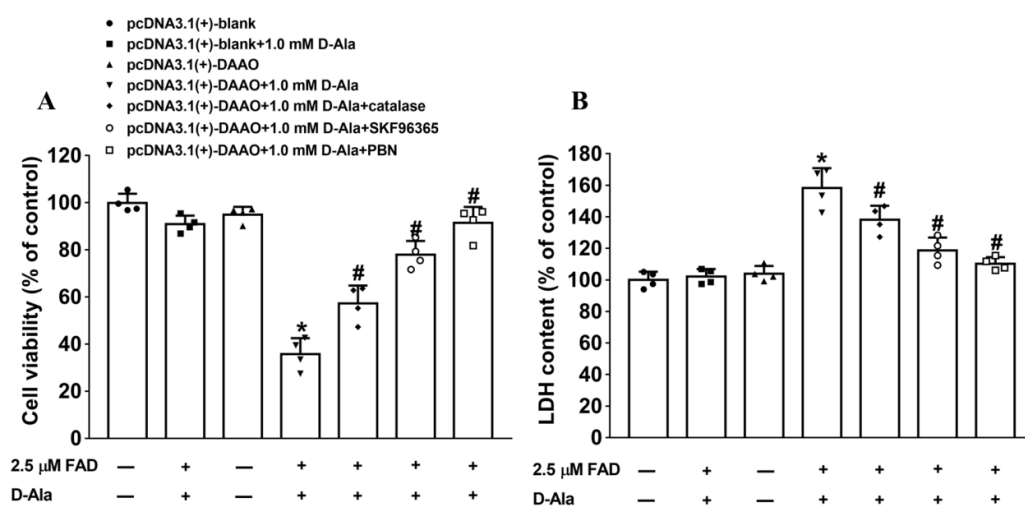 pcDNA3.1(+)-blank
pcDNA3.1(+)-blank+1.0 mM D-Ala
pcDNA3.1(+)-DAAO
pcDNA3.1(+)-DAAO+1.0 mM D-Ala
pcDNA3.1(+)-DAAO+1.0 mM D-Ala+catalase
pcDNA3.1(+)-DAAO+1.0 mM D-Ala+SKF96365
pcDNA3.1(+)-DAAO+1.0 mM D-Ala+PBN
A
Cell viability (% of control)
120
100
80
60
40
20
0
* # # #
2.5 μM FAD — + — + + + +
D-Ala — + — + + + +
B
LDH content (% of control)
180
160
140
120
100
80
60
40
20
0
* # # #
2.5 μM FAD — + — + + + +
D-Ala — + — + + + +